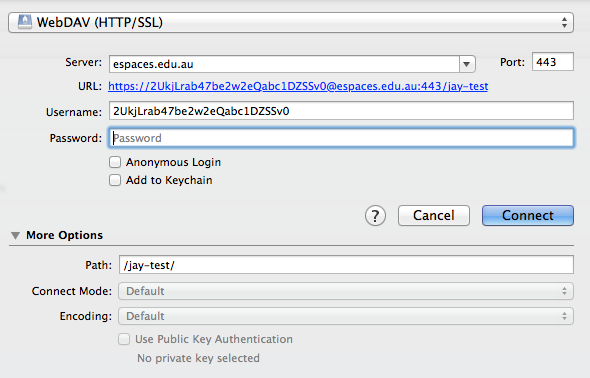 WebDAV (HTTP/SSL)
Server: espaces.edu.au Port: 443
URL: https://2UkjLrab47be2w2eQabc1DZSSv0@espaces.edu.au:443/jay-test
Username: 2UkjLrab47be2w2eQabc1DZSSv0
Password: Password
Anonymous Login
Add to Keychain
? Cancel Connect
More Options
Path: /jay-test/
Connect Mode: Default
Encoding: Default
Use Public Key Authentication
No private key selected